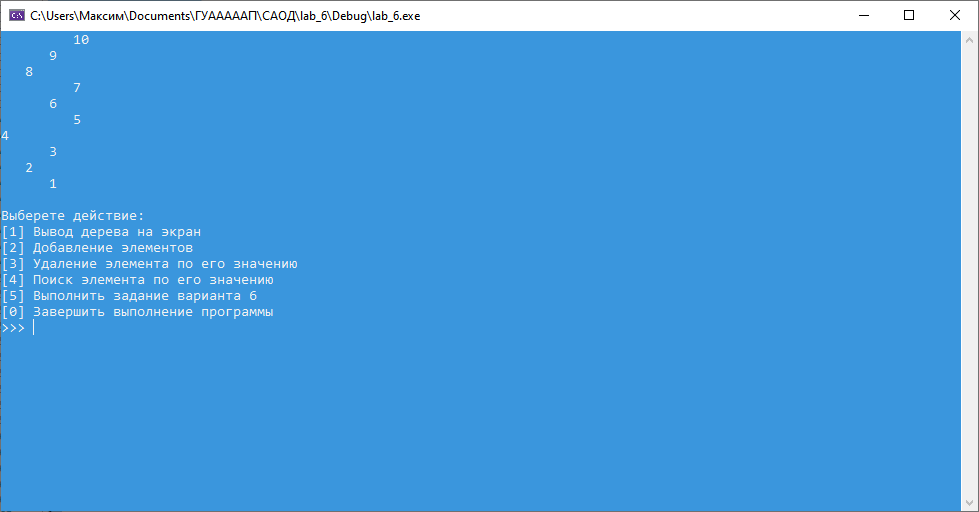 C:\Users\Максим\Documents\ГУАААААП\САОД\lab_6\Debug\lab_6.exe
10
9
8
7
6
5
4
3
2
1
Выберете действие:
[1] Вывод дерева на экран
[2] Добавление элементов
[3] Удаление элемента по его значению
[4] Поиск элемента по его значению
[5] Выполнить задание варианта 6
[0] Завершить выполнение программы
>>>